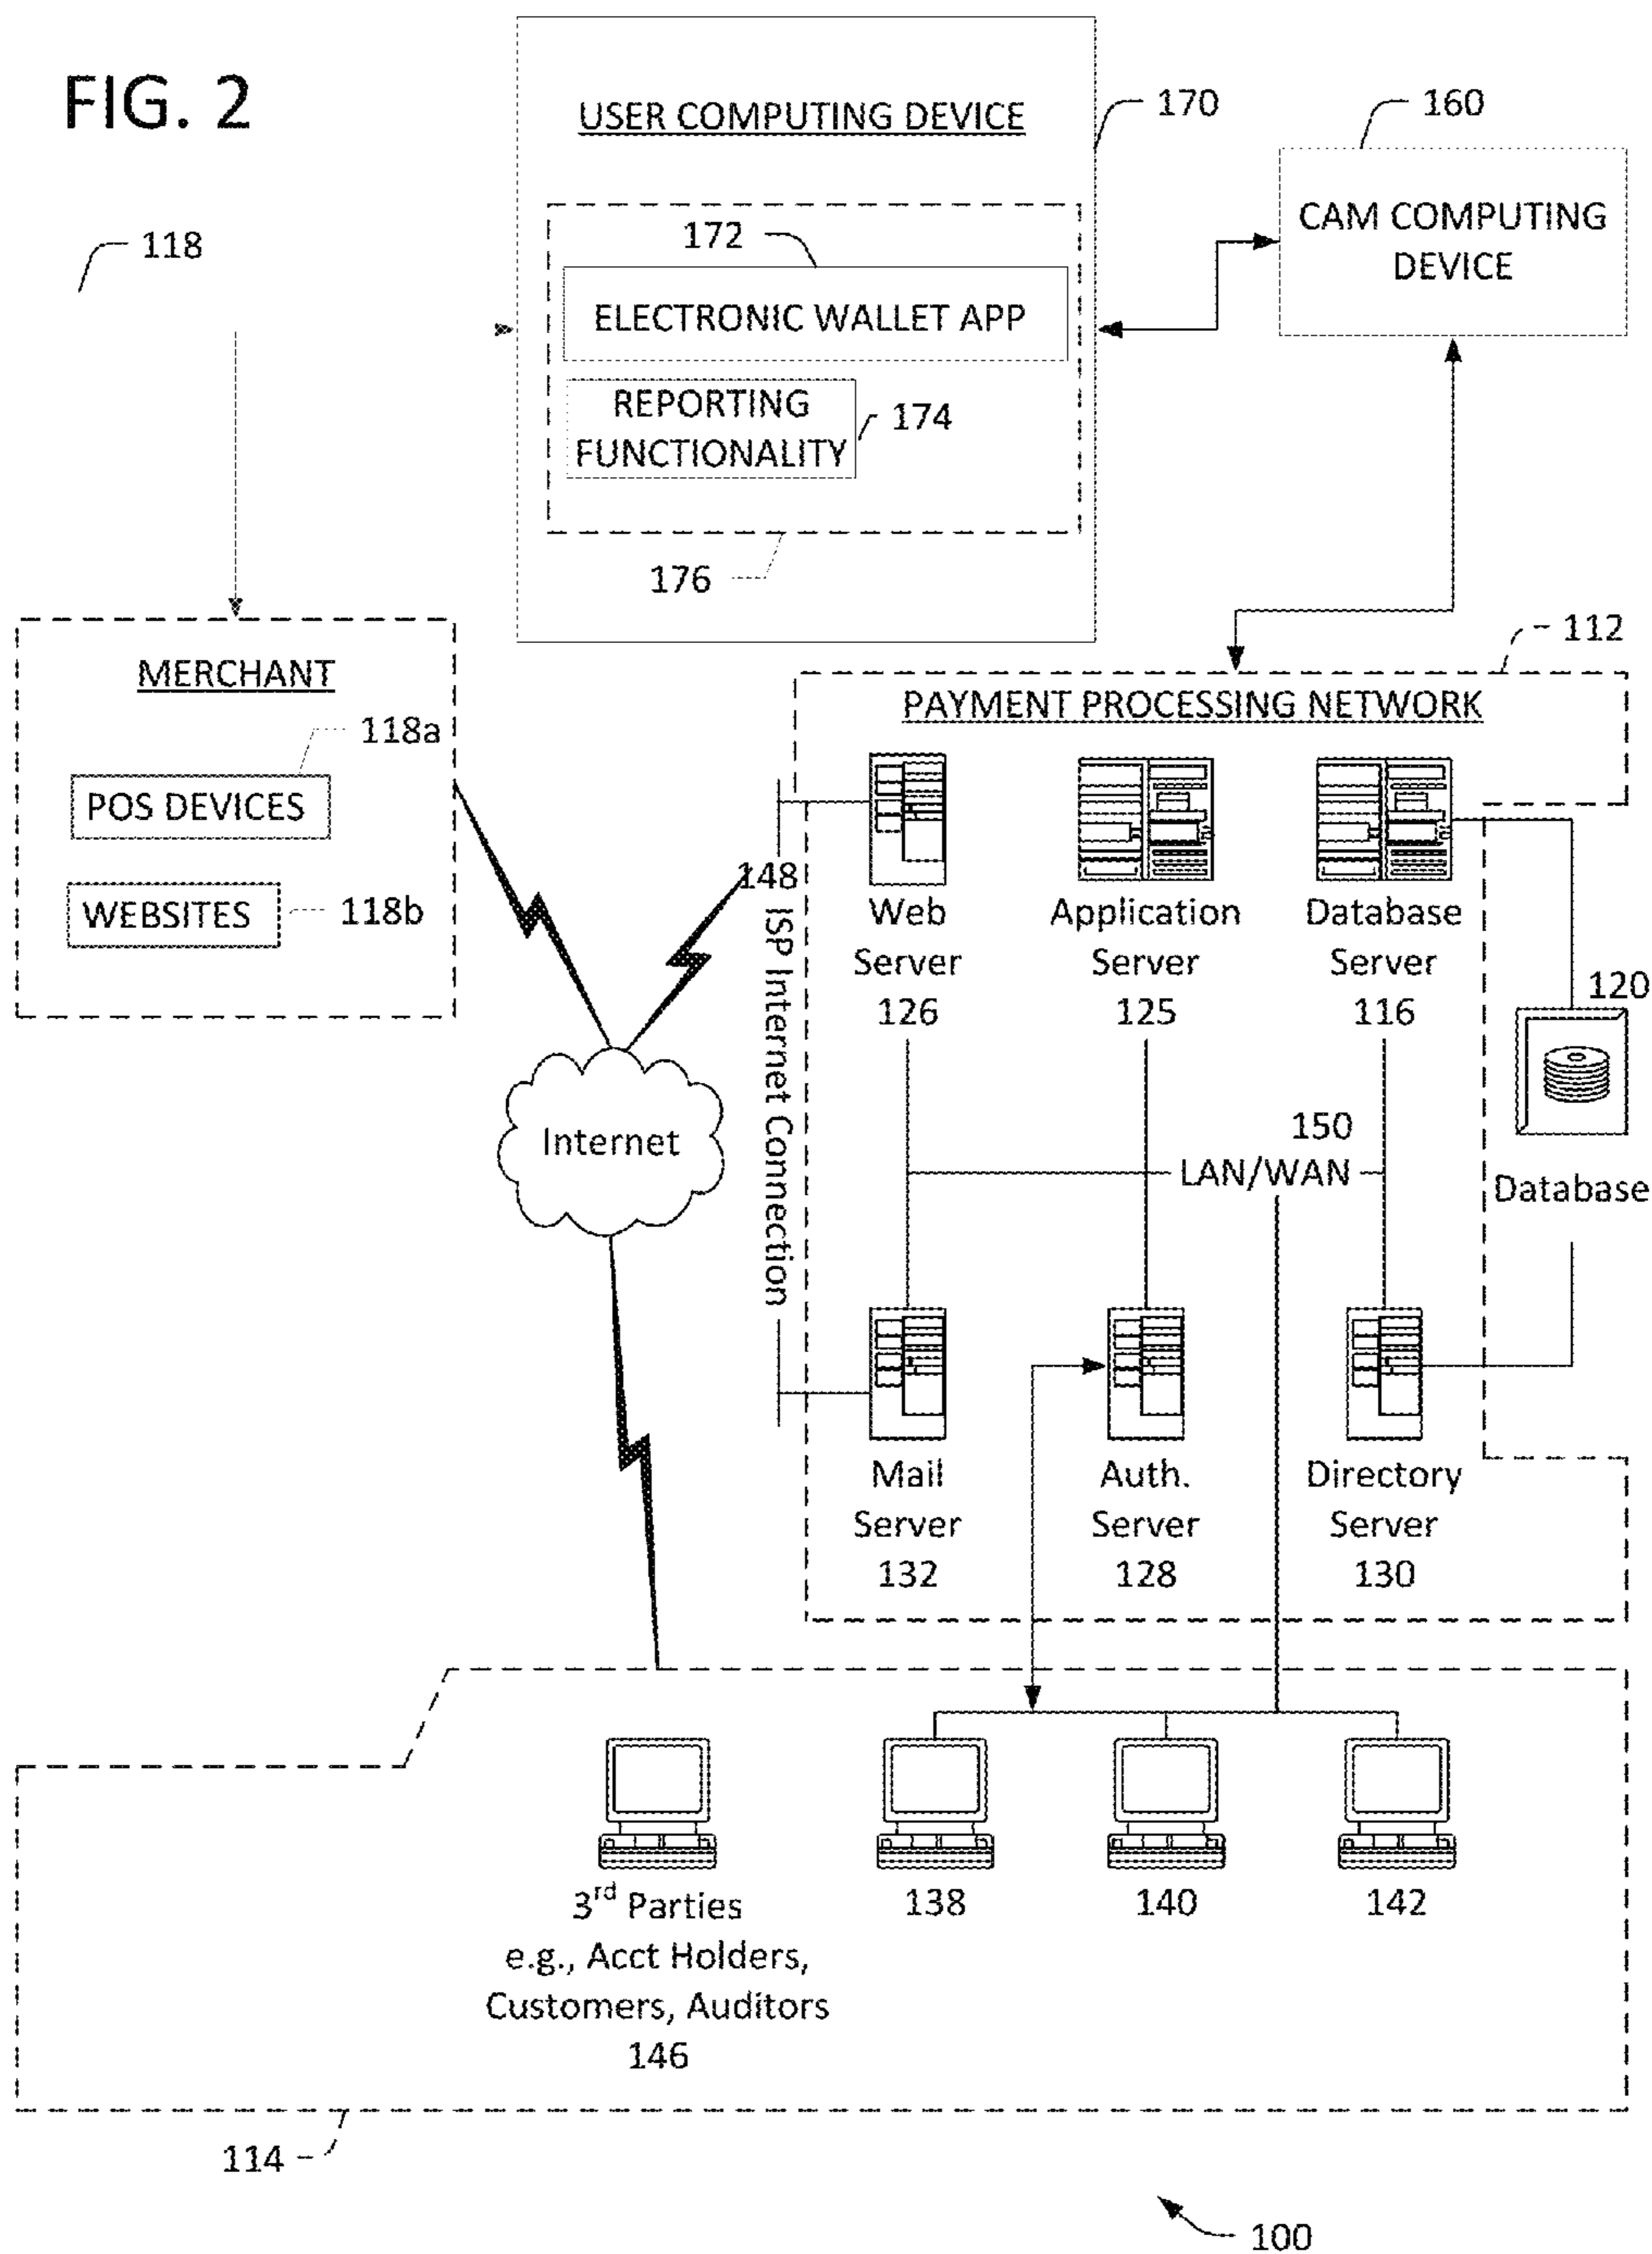 FIG. 2
USER COMPUTING DEVICE
170
160
CAM COMPUTING
DEVICE
118
172
ELECTRONIC WALLET APP
REPORTING
FUNCTIONALITY
174
176
112
MERCHANT
118a
POS DEVICES
WEBSITES
118b
PAYMENT PROCESSING NETWORK
148 ISP Internet Connection
Web
Server
126
Application
Server
125
Database
Server
116
120
Database
Internet
150
LAN/WAN
Mail
Server
132
Auth.
Server
128
Directory
Server
130
3rd Parties
e.g., Acct Holders,
Customers, Auditors
146
138
140
142
114
100